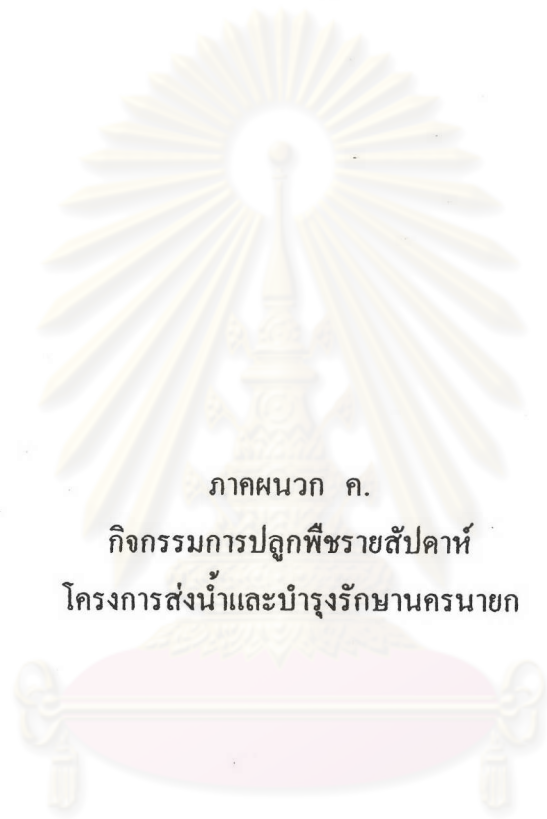 ภาคผนวก ค.
กิจกรรมการปลูกพืชรายสัปดาห์
โครงการส่งน้ำและบำรุงรักษานครนายก